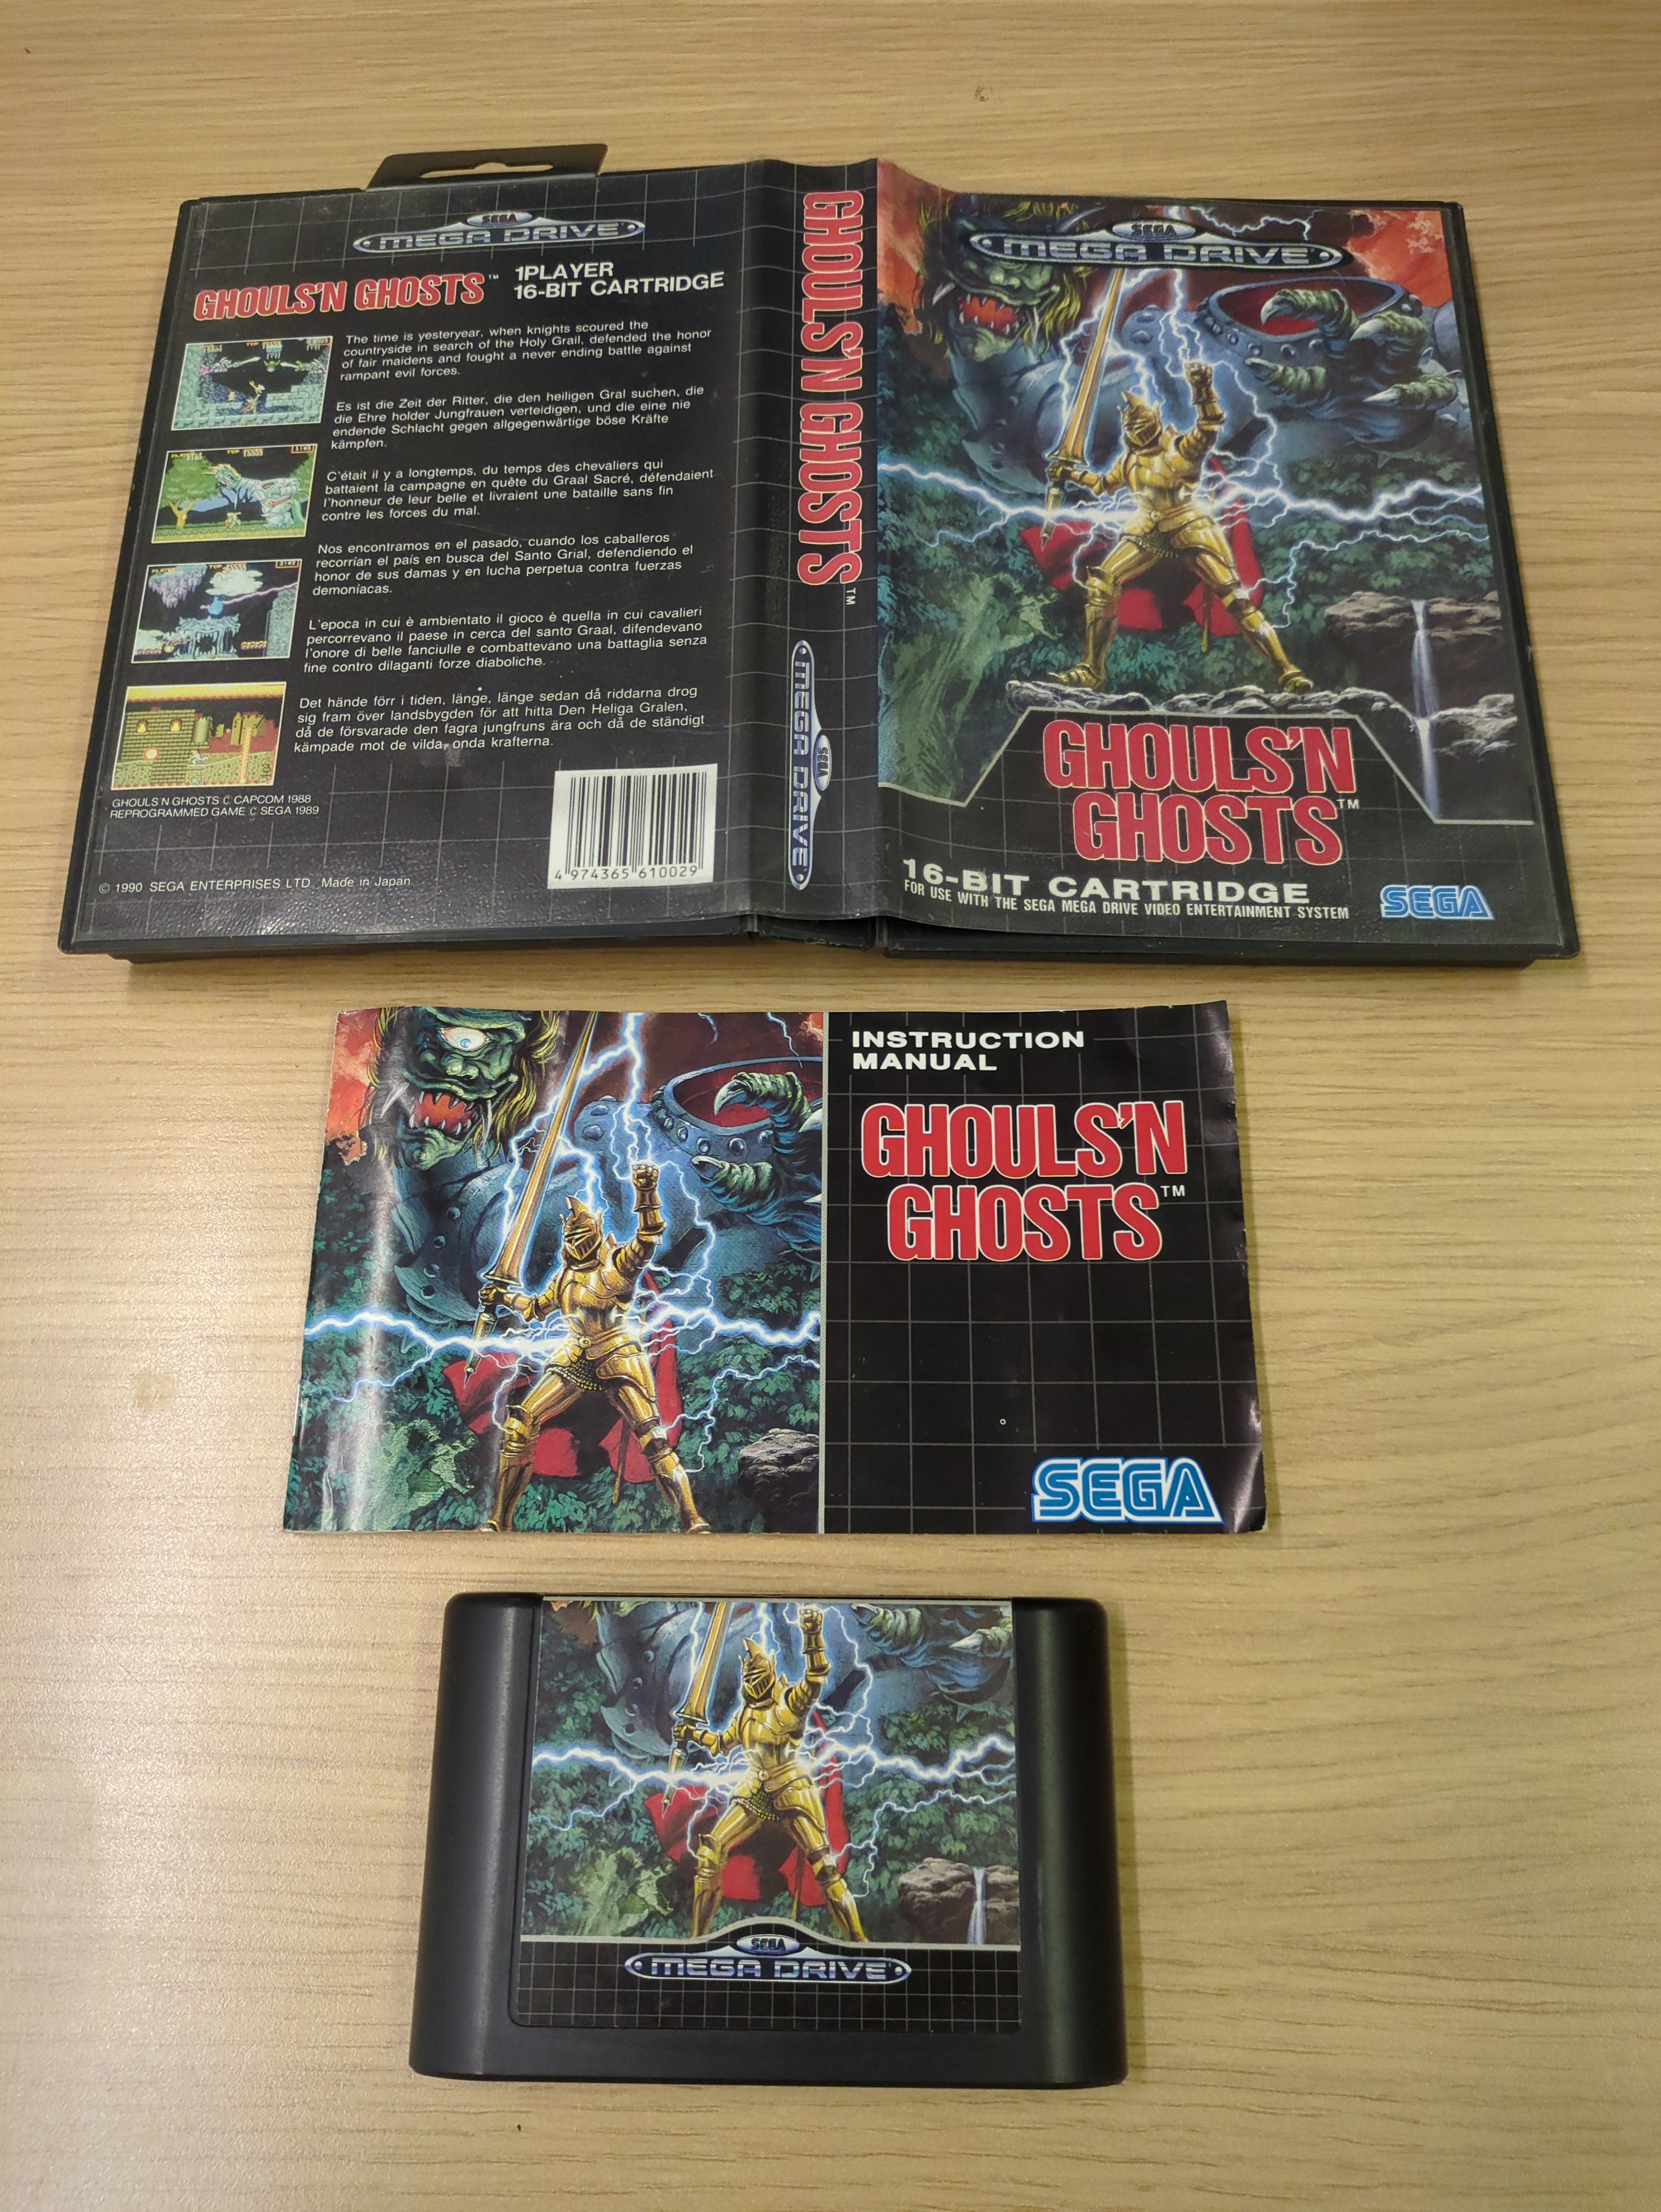 SEGA
MEGA DRIVE
GHOULS'N GHOSTS™
1PLAYER
16-BIT CARTRIDGE
The time is yesteryear, when knights scoured the
countryside in search of the Holy Grail, defended the honor
of fair maidens and fought a never ending battle against
rampant evil forces.
Es ist die Zeit der Ritter, die den heiligen Gral suchen, die
die Ehre holder Jungfrauen verteidigen, und die eine nie
endende Schlacht gegen allgegenwärtige böse Kräfte
kämpfen.
C'était il y a longtemps, du temps des chevaliers qui
battaient la campagne en quête du Graal Sacré, défendaient
l'honneur de leur belle et livraient une bataille sans fin
contre les forces du mal.
Nos encontramos en el pasado, cuando los caballeros
recorrían el país en busca del Santo Grial, defendiendo el
honor de sus damas y en lucha perpetua contra fuerzas
demoníacas.
L'epoca in cui è ambientato il gioco è quella in cui cavalieri
percorrevano il paese in cerca del santo Graal, difendevano
l'onore di belle fanciulle e combattevano una battaglia senza
fine contro dilaganti forze diaboliche.
Det hände förr i tiden, länge, länge sedan då riddarna drog
sig fram över landsbygden för att hitta Den Heliga Gralen,
då de försvarade den fagra jungfruns ära och då de ständigt
kämpade mot de vilda, onda krafterna.
GHOULS N GHOSTS © CAPCOM 1988
REPROGRAMMED GAME © SEGA 1989
4 974365 610029
© 1990 SEGA ENTERPRISES LTD. Made in Japan
GHOULS'N GHOSTS™
SEGA
MEGA DRIVE
SEGA
MEGA DRIVE
GHOULS'N
GHOSTS™
16-BIT CARTRIDGE
FOR USE WITH THE SEGA MEGA DRIVE VIDEO ENTERTAINMENT SYSTEM
SEGA
INSTRUCTION
MANUAL
GHOULS'N
GHOSTS™
SEGA
SEGA
MEGA DRIVE